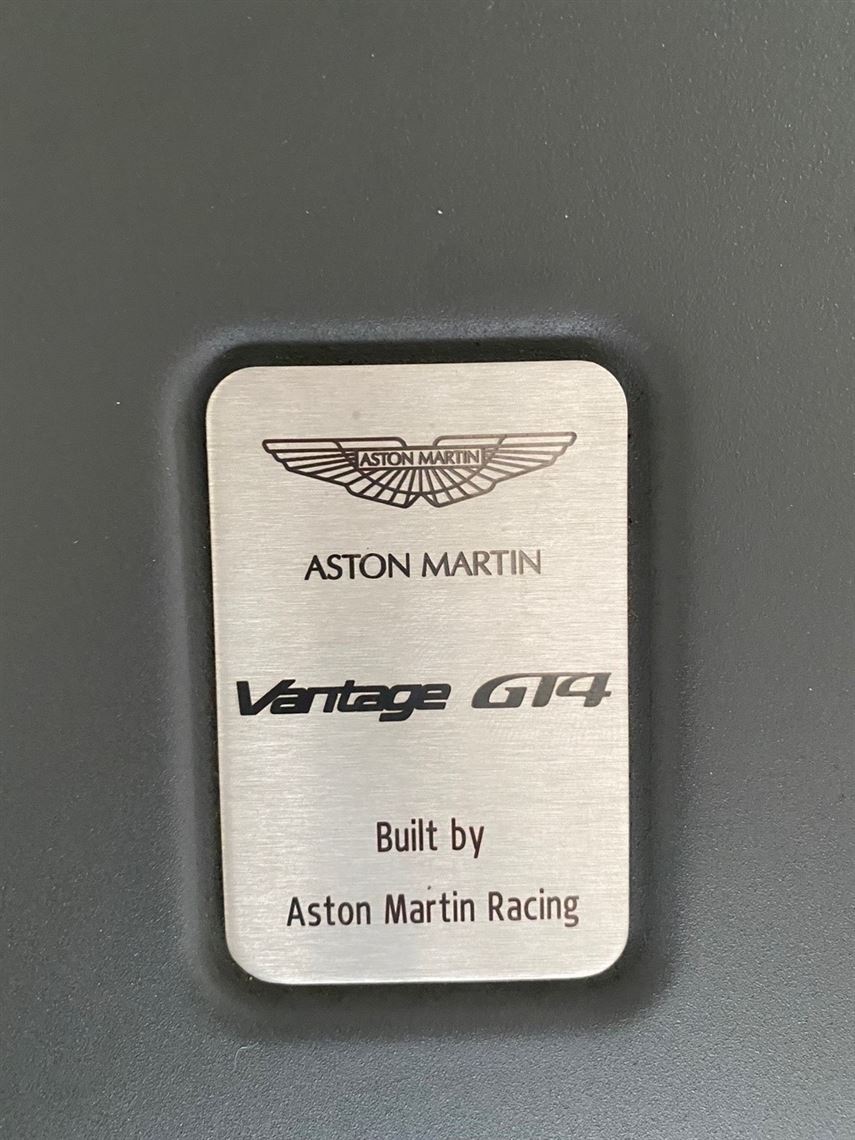 ASTON MARTIN
ASTON MARTIN
Vantage GT4
Built by
Aston Martin Racing